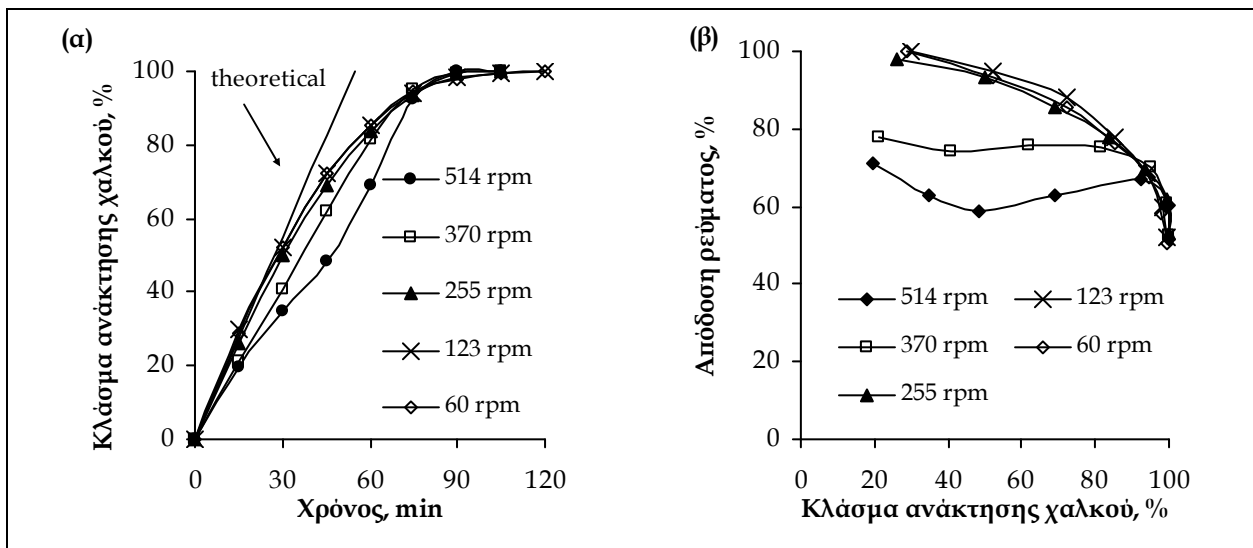 (α)
Κλάσμα ανάκτησης χαλκού, %
100
80
60
40
20
0
theoretical
514 rpm
370 rpm
255 rpm
123 rpm
60 rpm
0 30 60 90 120
Χρόνος, min
(β)
Απόδοση ρεύματος, %
100
80
60
40
20
0
514 rpm 123 rpm
370 rpm 60 rpm
255 rpm
0 20 40 60 80 100
Κλάσμα ανάκτησης χαλκού, %